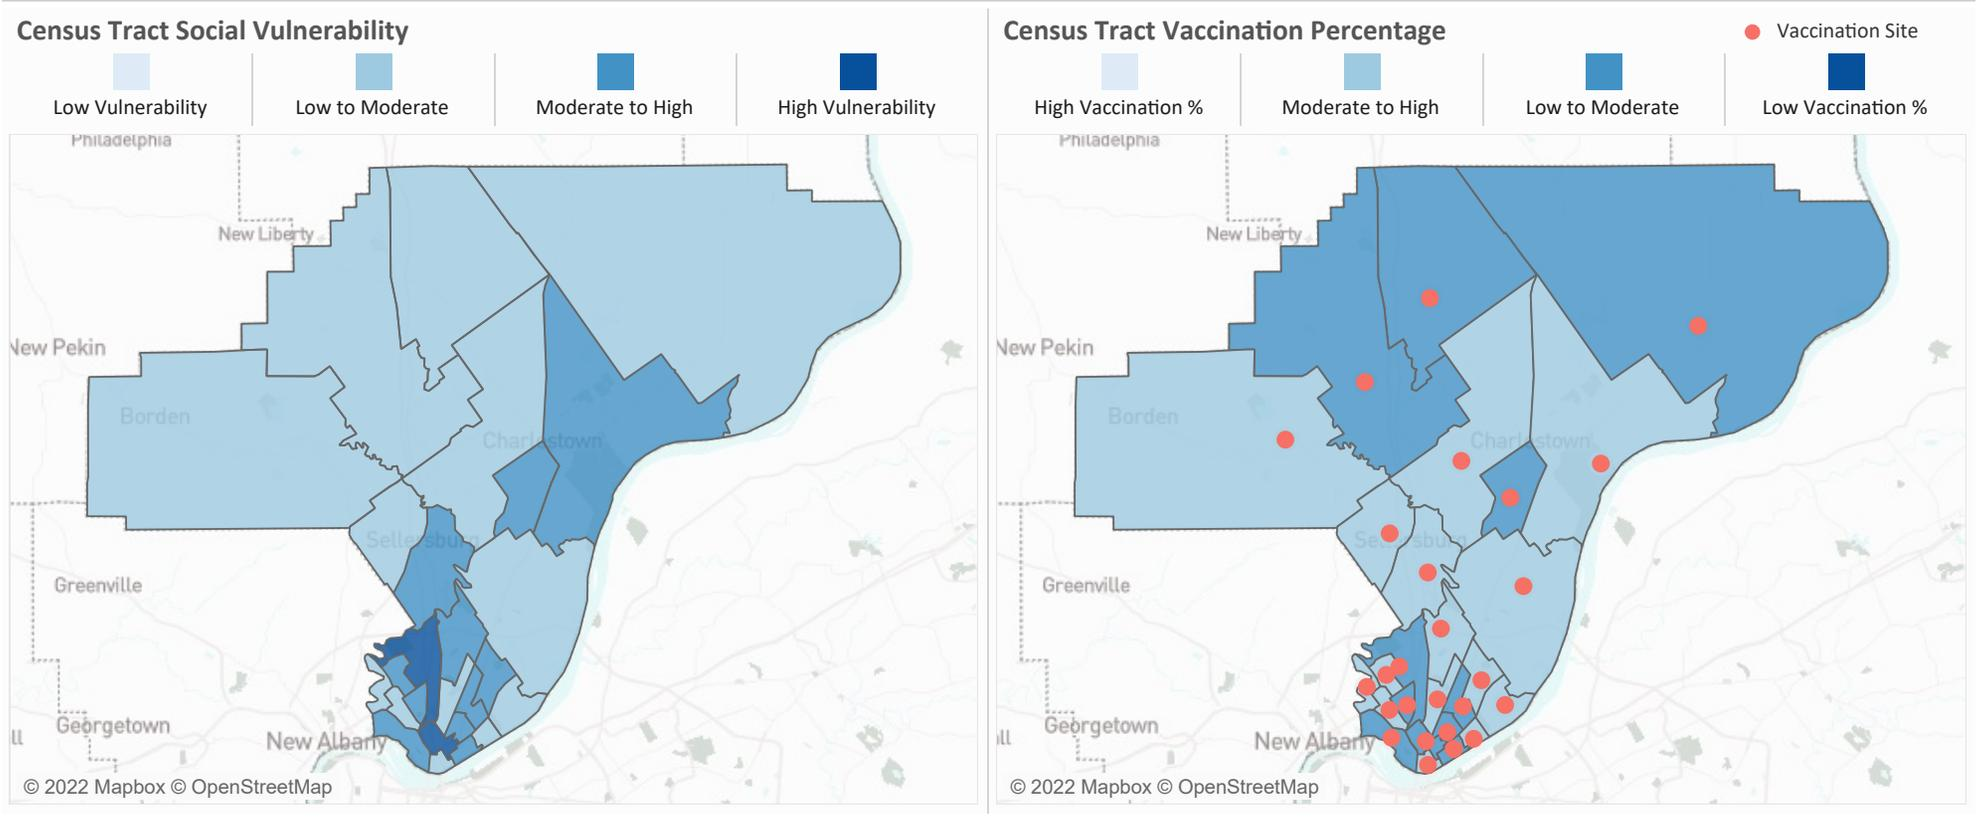 Census Tract Social Vulnerability
Low Vulnerability
Low to Moderate
Moderate to High
High Vulnerability
Philadelphia
New Liberty
New Pekin
Borden
Charlestown
Sellersburg
Greenville
Georgetown
ll
New Albany
© 2022 Mapbox © OpenStreetMap
Census Tract Vaccination Percentage
Vaccination Site
High Vaccination %
Moderate to High
Low to Moderate
Low Vaccination %
Philadelphia
New Liberty
New Pekin
Borden
Charlestown
Sellersburg
Greenville
Georgetown
ll
New Albany
© 2022 Mapbox © OpenStreetMap